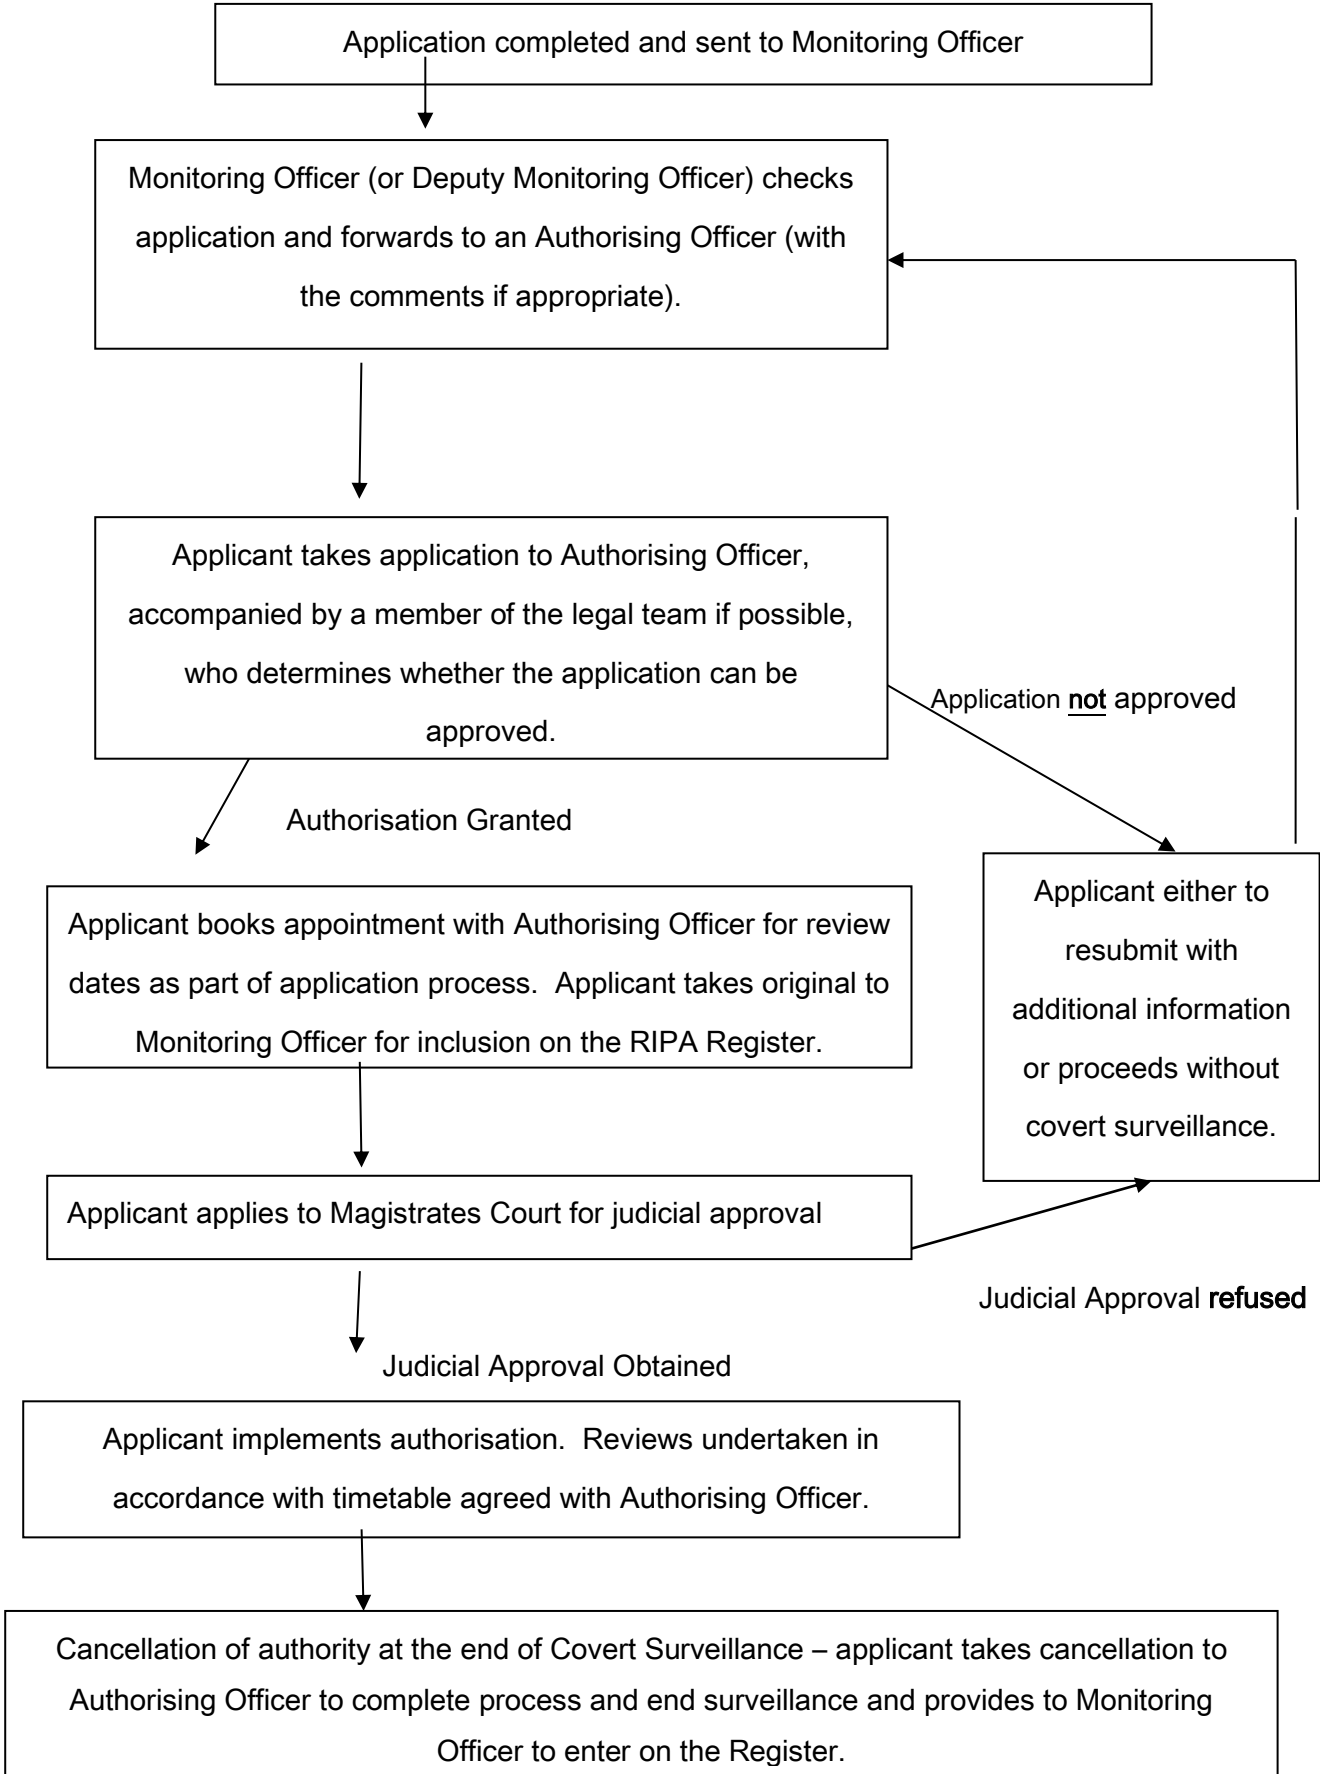 Application completed and sent to Monitoring Officer
Monitoring Officer (or Deputy Monitoring Officer) checks
application and forwards to an Authorising Officer (with
the comments if appropriate).
Applicant takes application to Authorising Officer,
accompanied by a member of the legal team if possible,
who determines whether the application can be
approved.
Application not approved
Authorisation Granted
Applicant either to
resubmit with
additional information
or proceeds without
covert surveillance.
Applicant books appointment with Authorising Officer for review
dates as part of application process.  Applicant takes original to
Monitoring Officer for inclusion on the RIPA Register.
Applicant applies to Magistrates Court for judicial approval
Judicial Approval refused
Judicial Approval Obtained
Applicant implements authorisation.  Reviews undertaken in
accordance with timetable agreed with Authorising Officer.
Cancellation of authority at the end of Covert Surveillance – applicant takes cancellation to
Authorising Officer to complete process and end surveillance and provides to Monitoring
Officer to enter on the Register.